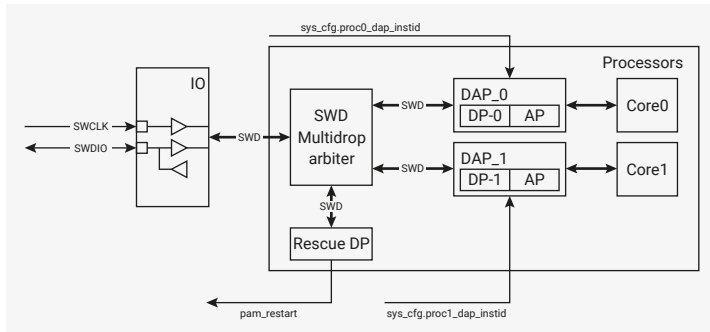 sys_cfg.proc0_dap_instid
Processors
IO
DAP_0
DP-0 AP
Core0
SWD
Multidrop
arbiter
SWD
SWCLK
SWDIO
SWD
DAP_1
DP-1 AP
Core1
SWD
SWD
Rescue DP
pam_restart
sys_cfg.proc1_dap_instid